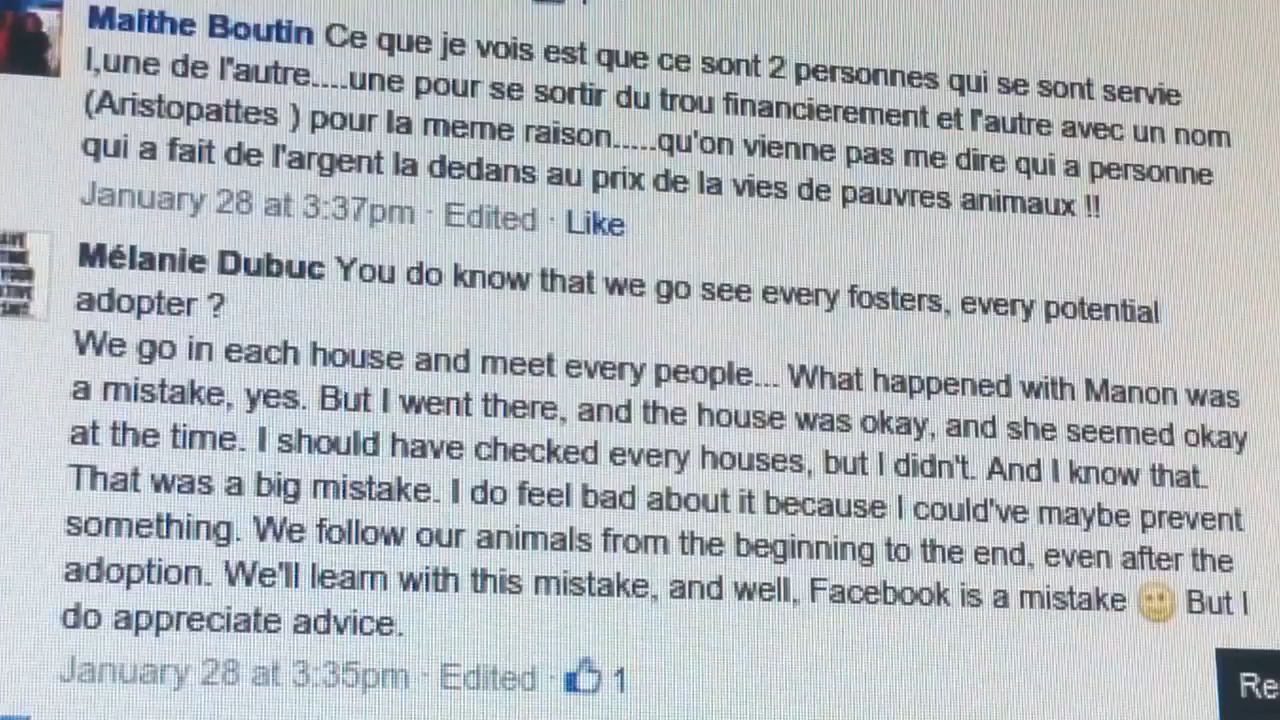 Maithe Boutin Ce que je vois est que ce sont 2 personnes qui se sont servie
l,une de l'autre....une pour se sortir du trou financierement et l'autre avec un nom
(Aristopattes ) pour la meme raison.....qu'on vienne pas me dire qui a personne
qui a fait de l'argent la dedans au prix de la vies de pauvres animaux !!
January 28 at 3:37pm · Edited · Like
Mélanie Dubuc You do know that we go see every fosters, every potential
adopter ?
We go in each house and meet every people... What happened with Manon was
a mistake, yes. But I went there, and the house was okay, and she seemed okay
at the time. I should have checked every houses, but I didn't. And I know that.
That was a big mistake. I do feel bad about it because I could've maybe prevent
something. We follow our animals from the beginning to the end, even after the
adoption. We'll learn with this mistake, and well, Facebook is a mistake But I
do appreciate advice.
January 28 at 3:35pm · Edited · 1
Re